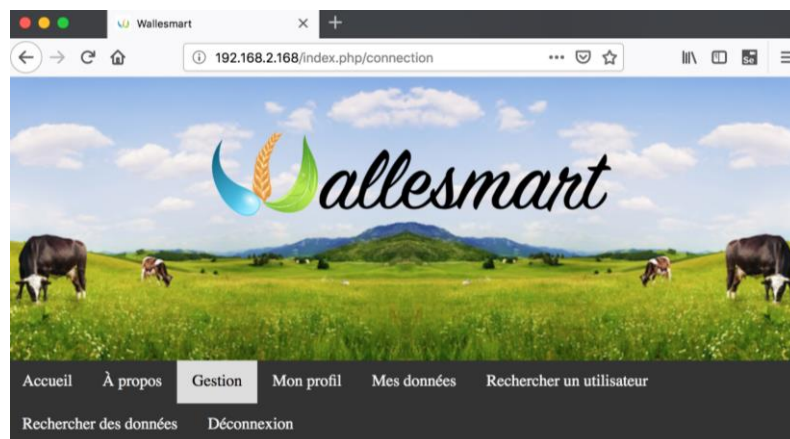 Wallesmart
192.168.2.168/index.php/connection
Se
Wallesmart
Accueil À propos Gestion Mon profil Mes données Rechercher un utilisateur
Rechercher des données Déconnexion